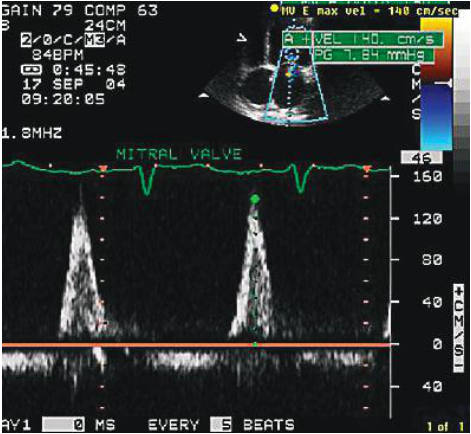 GAIN 79 COMP 63
24CM
2/0/C/M3/A
84BPM
0:45:48
17 SEP 04
09:20:05
1.8MHZ
MV E max vel = 140 cm/sec
A +VEL 140. cm/s
PG 7.84 mmHg
CM/S
MITRAL VALVE
46
160
120
80
40
0
40
+CM/S-
AY1 0 MS EVERY 5 BEATS
1 of 1